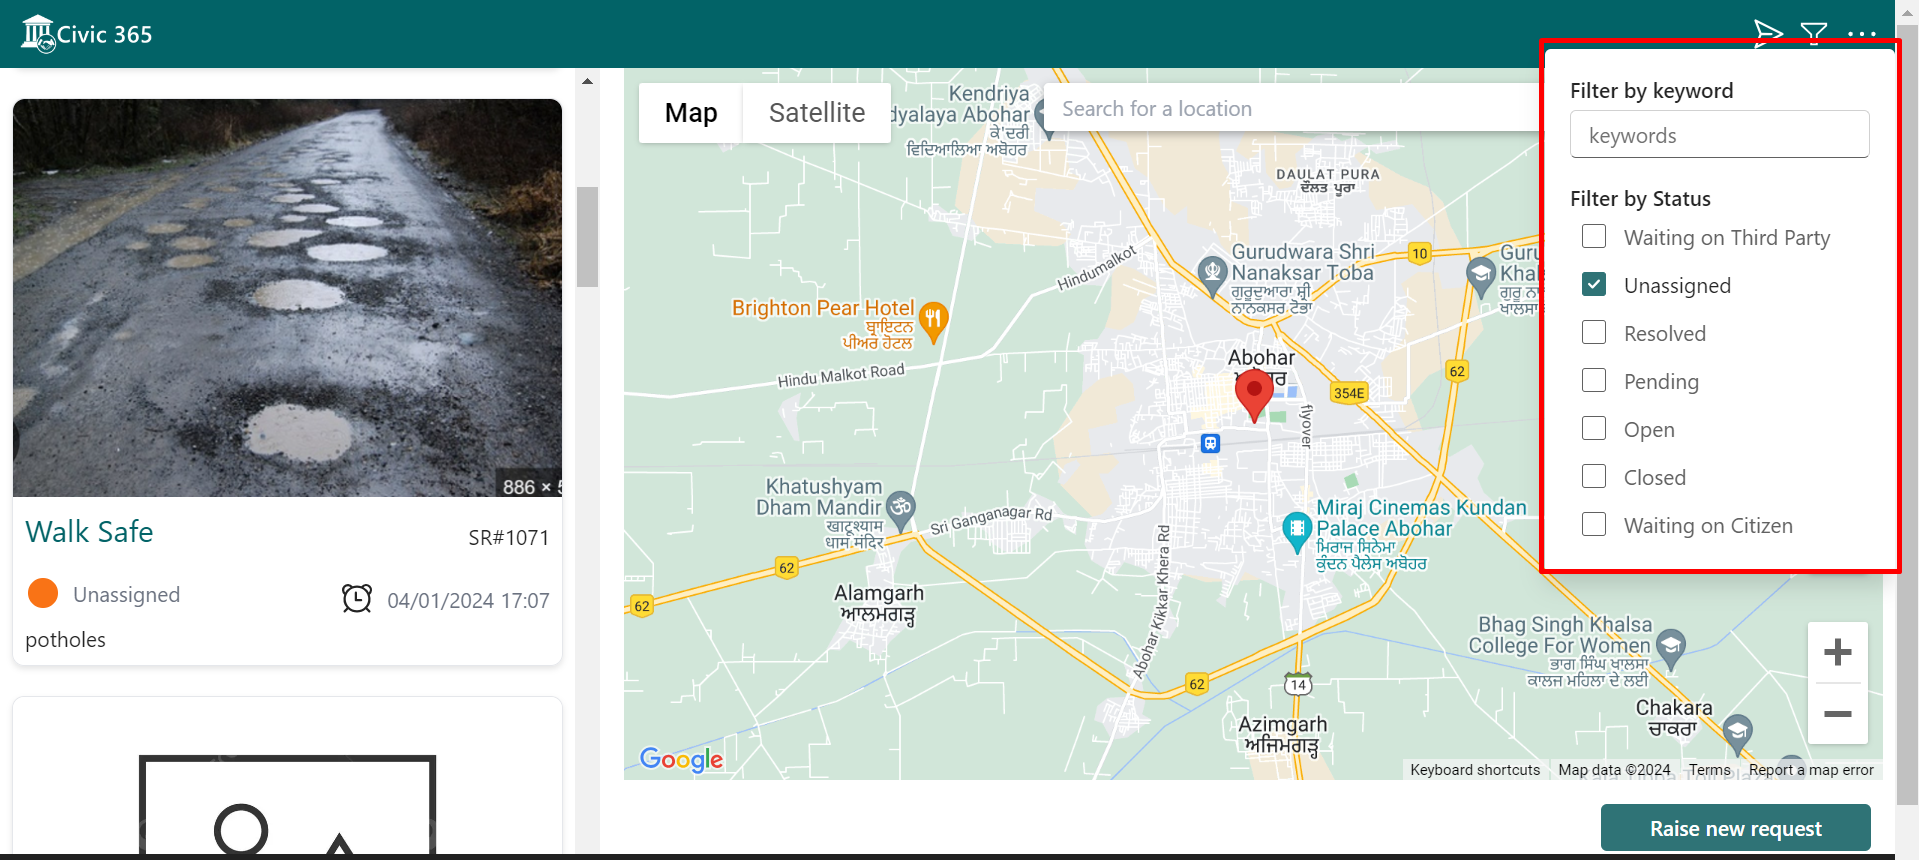 Civic 365
Walk Safe
SR#1071
Unassigned
04/01/2024 17:07
potholes
886 ×
Map
Satellite
Search for a location
Kendriya
dyalaya Abohar
ਕੇ'ਦਰੀ
ਵਿਦਿਆਲਿਆ ਅਬੋਹਰ
DAULAT PURA
ਦੌਲਤ ਪੂਰਾ
Hindumalkot
Gurudwara Shri
Nanaksar Toba
ਗੁਰੂਦੁਆਰਾ ਸ਼੍ਰੀ
ਨਾਨਕਸਰ ਟੋਭਾ
10
Guru
Khal
ਗੁਰੂ ਨਾ
ਖਾਲਸਾ
Brighton Pear Hotel
ਬ੍ਰਾਇਟਨ
ਪੀਅਰ ਹੋਟਲ
Hindu Malkot Road
Abohar
62
354E
flyover
Khatushyam
Dham Mandir
ਖਾਟੂਸ਼੍ਯਾਸ
ਧਾਸ ਸੰਦਿਰ
Sri Ganganagar Rd
Miraj Cinemas Kundan
Palace Abohar
ਮਿਰਾਜ ਸਿਨੇਮਾ
ਕੁੰਦਨ ਪੈਲੇਸ ਅਬੋਹਰ
62
62
Alamgarh
ਆਲਮਗੜ੍ਹ
Abohar Kikkar Khera Rd
Bhag Singh Khalsa
College For Women
ਭਾਗ ਸਿੰਘ ਖਾਲਸਾ
ਕਾਲਜ ਮਹਿਲਾ ਦੇ ਲਈ
62
14
Chakara
ਚਾਕਰਾ
Azimgarh
ਅਜਿਮਗੜ੍ਹ
Google
Keyboard shortcuts
Map data ©2024
Terms
Report a map error
Filter by keyword
keywords
Filter by Status
Waiting on Third Party
Unassigned
Resolved
Pending
Open
Closed
Waiting on Citizen
Raise new request